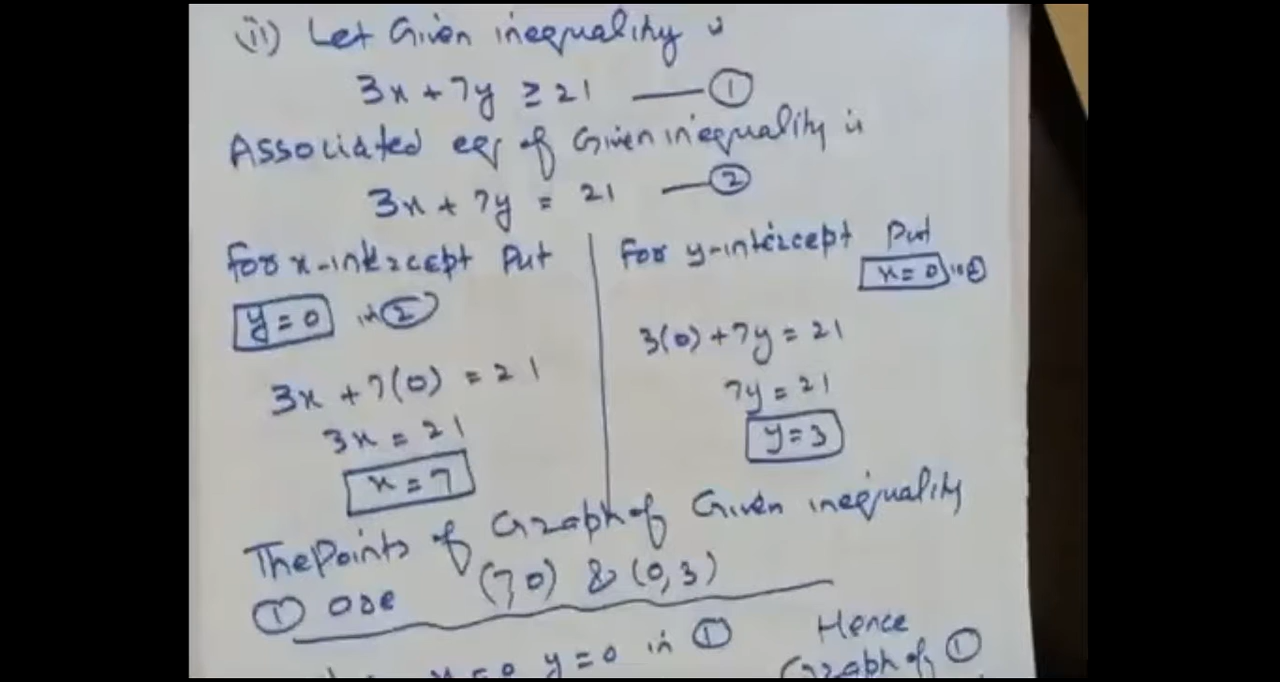 (ii) Let Given inequality is
3x + 7y ≥ 21 — ①
Associated eq of Given inequality is
3x + 7y = 21 — ②
For x-intercept Put
y = 0 in ②
3x + 7(0) = 21
3x = 21
x = 7
For y-intercept Put
x = 0 in ②
3(0) + 7y = 21
7y = 21
y = 3
The Points of Graph of Given inequality
① are (7,0) & (0,3)
x = 0 y = 0 in ①
Hence
Graph of ①